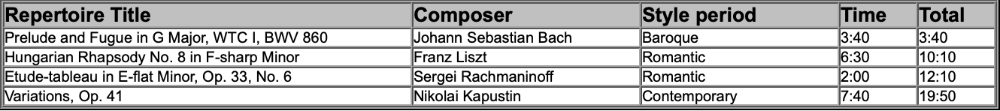 Repertoire Title Composer Style period Time Total
Prelude and Fugue in G Major, WTC I, BWV 860 Johann Sebastian Bach Baroque 3:40 3:40
Hungarian Rhapsody No. 8 in F-sharp Minor Franz Liszt Romantic 6:30 10:10
Etude-tableau in E-flat Minor, Op. 33, No. 6 Sergei Rachmaninoff Romantic 2:00 12:10
Variations, Op. 41 Nikolai Kapustin Contemporary 7:40 19:50